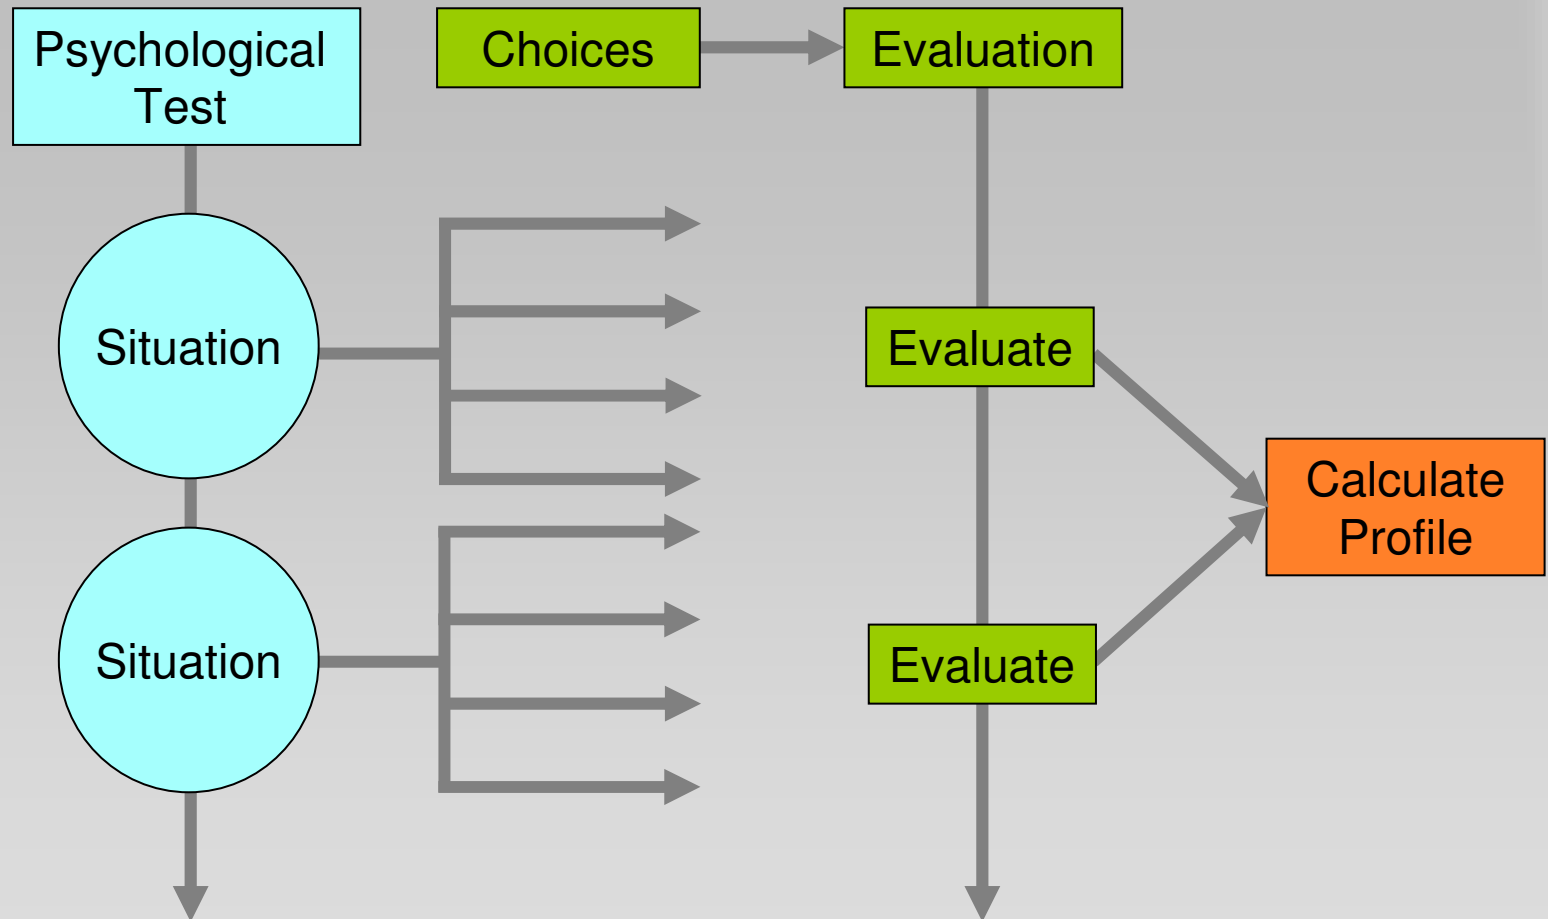 Psychological
Test
Choices
Evaluation
Situation
Evaluate
Calculate
Profile
Situation
Evaluate